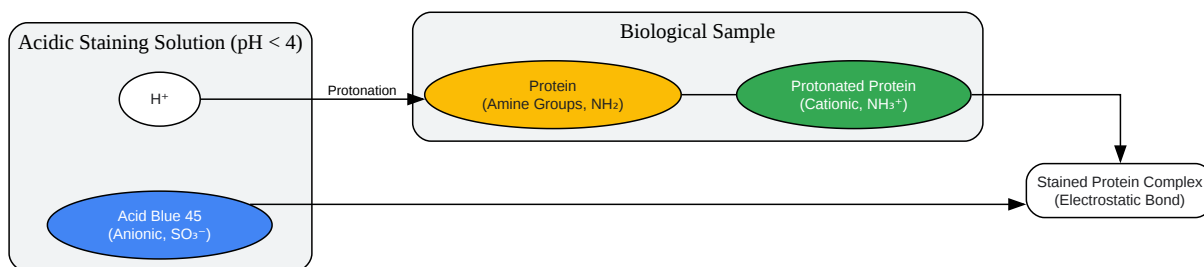 Acidic Staining Solution (pH < 4)
H⁺
Acid Blue 45
(Anionic, SO₃⁻)
Protonation
Biological Sample
Protein
(Amine Groups, NH₂)
Protonated Protein
(Cationic, NH₃⁺)
Stained Protein Complex
(Electrostatic Bond)